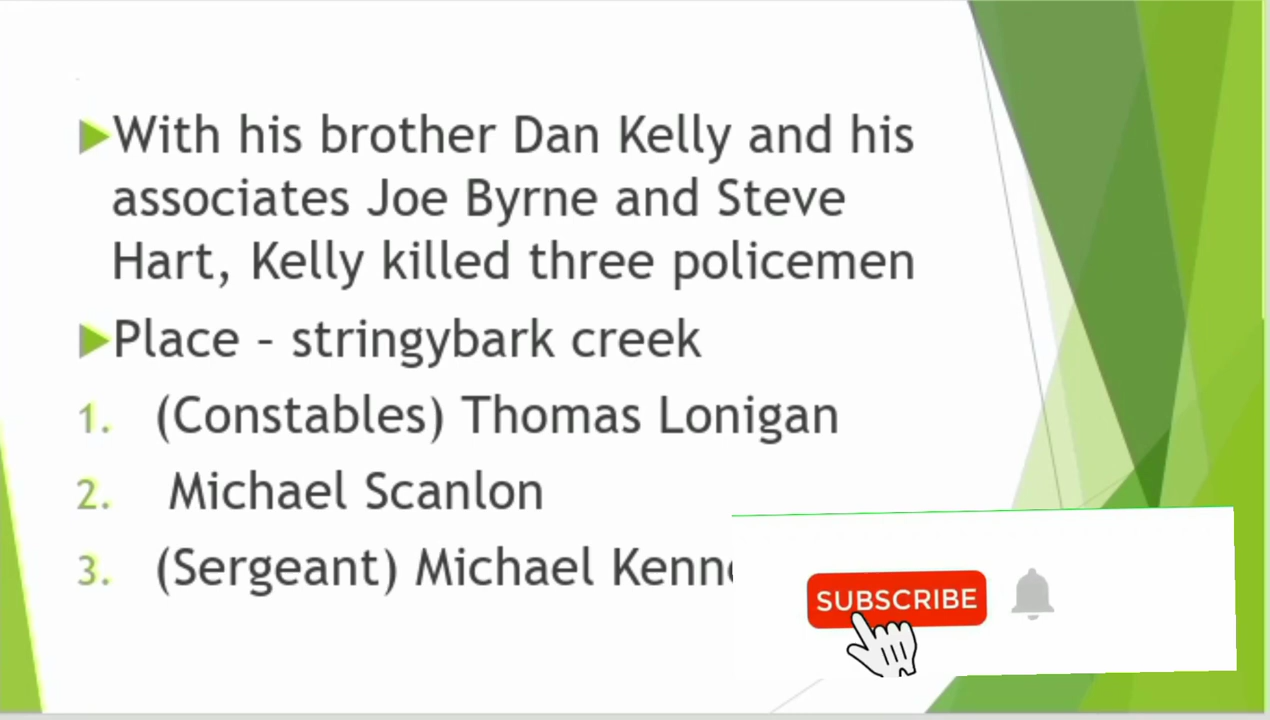 With his brother Dan Kelly and his
associates Joe Byrne and Steve
Hart, Kelly killed three policemen
Place – stringybark creek
1. (Constables) Thomas Lonigan
2. Michael Scanlon
3. (Sergeant) Michael
SUBSCRIBE